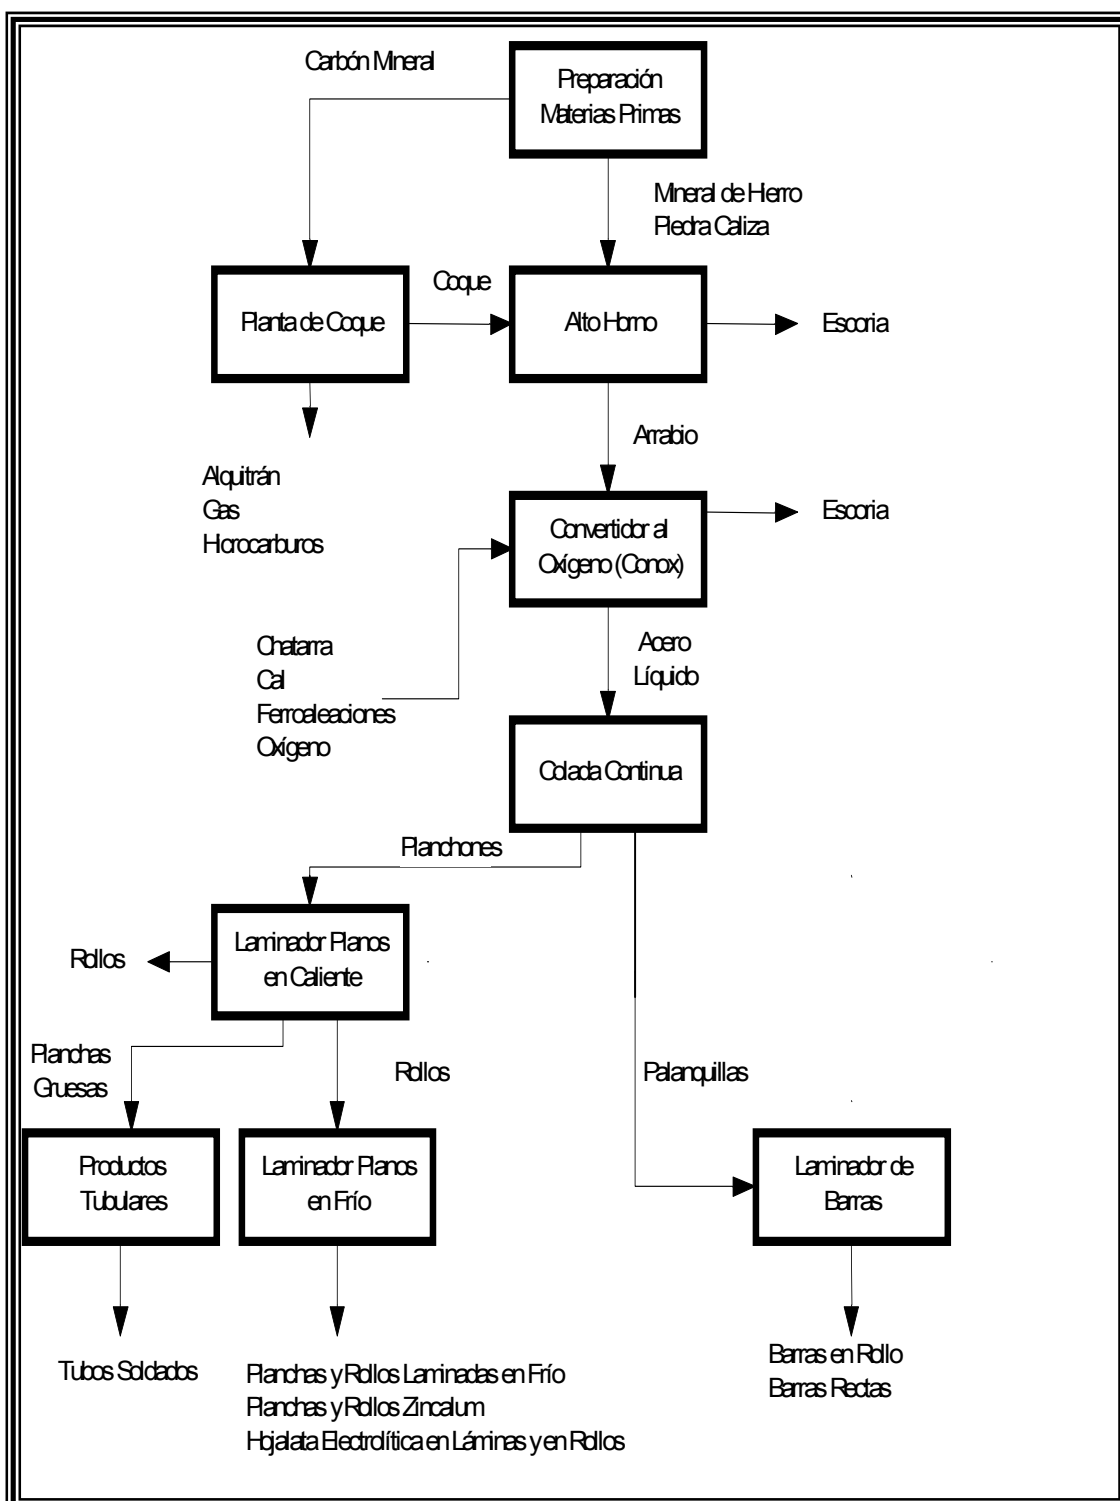 Carbón Mineral
Preparación
Materias Primas
Mineral de Hierro
Piedra Caliza
Coque
Planta de Coque
Alto Horno
Escoria
Arrabio
Alquitrán
Gas
Hicrocarburos
Convertidor al
Oxígeno (Conox)
Escoria
Chatarra
Cal
Ferroaleaciones
Oxígeno
Acero
Líquido
Colada Continua
Planchones
Laminador Planos
en Caliente
Rollos
Planchas
Gruesas
Rollos
Palanquillas
Productos
Tubulares
Laminador Planos
en Frío
Laminador de
Barras
Tubos Soldados
Planchas y Rollos Laminadas en Frío
Planchas y Rollos Zincalum
Hojalata Electrolítica en Láminas y en Rollos
Barras en Rollo
Barras Rectas